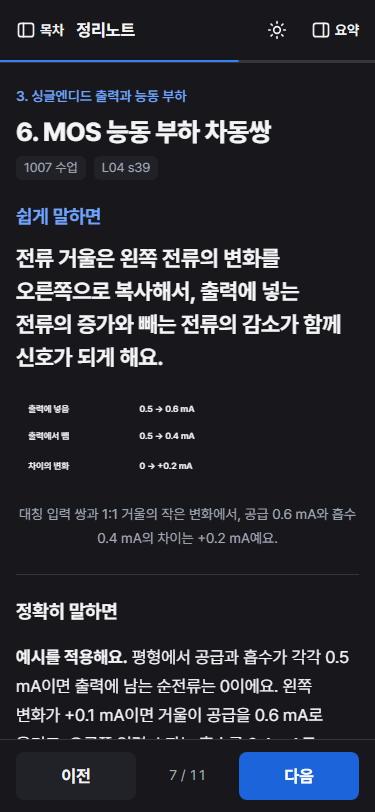 목차 정리노트 요약
3. 싱글엔디드 출력과 능동 부하
6. MOS 능동 부하 차동쌍
1007 수업 L04 s39
쉽게 말하면
전류 거울은 왼쪽 전류의 변화를
오른쪽으로 복사해서, 출력에 넣는
전류의 증가와 빼는 전류의 감소가 함께
신호가 되게 해요.
출력에 넣음 0.5 → 0.6 mA
출력에서 뺌 0.5 → 0.4 mA
차이의 변화 0 → +0.2 mA
대칭 입력 쌍과 1:1 거울의 작은 변화에서, 공급 0.6 mA와 흡수
0.4 mA의 차이는 +0.2 mA예요.
정확히 말하면
예시를 적용해요. 평형에서 공급과 흡수가 각각 0.5
mA이면 출력에 남는 순전류는 0이에요. 왼쪽
변화가 +0.1 mA이면 거울이 공급을 0.6 mA로
이전 7 / 11 다음